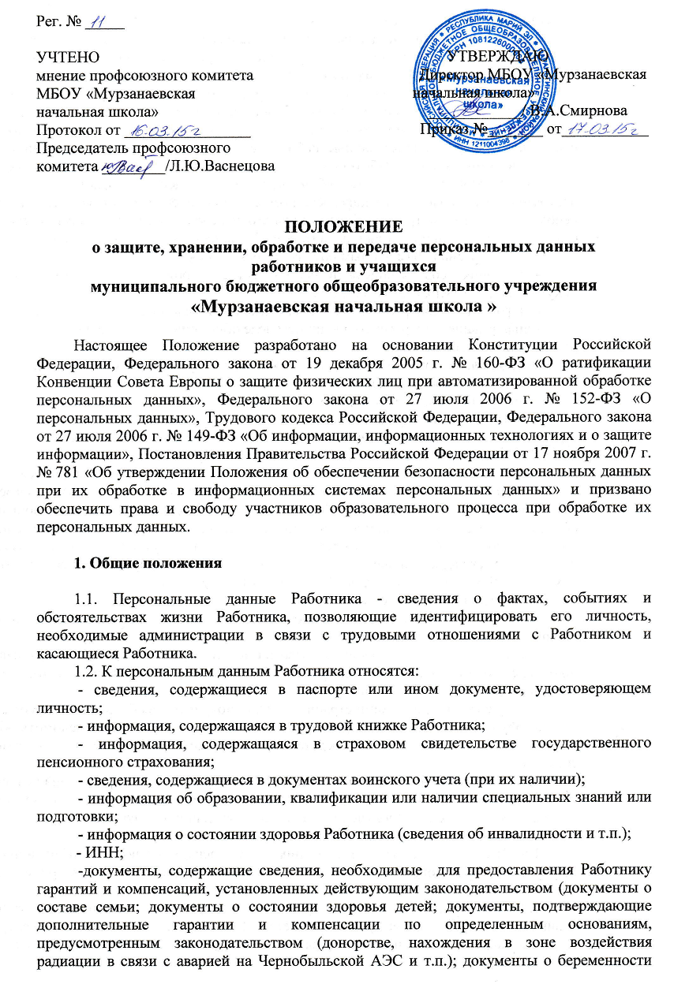 Рег. № 11
УЧТЕНО
мнение профсоюзного комитета
МБОУ «Мурзанаевская
начальная школа»
Протокол от 16.03.15г
Председатель профсоюзного
комитета /Л.Ю.Васнецова
УТВЕРЖДАЮ
Директор МБОУ «Мурзанаевская
начальная школа»
В.А.Смирнова
Приказ № от 17.03.15г
РЕСПУБЛИКА МАРИЙ ЭЛ
«Мурзанаевская
начальная
школа»
ИНН 1211004396
ПОЛОЖЕНИЕ
о защите, хранении, обработке и передаче персональных данных
работников и учащихся
муниципального бюджетного общеобразовательного учреждения
«Мурзанаевская начальная школа »
Настоящее Положение разработано на основании Конституции Российской
Федерации, Федерального закона от 19 декабря 2005 г. № 160-ФЗ «О ратификации
Конвенции Совета Европы о защите физических лиц при автоматизированной обработке
персональных данных», Федерального закона от 27 июля 2006 г. № 152-ФЗ «О
персональных данных», Трудового кодекса Российской Федерации, Федерального закона
от 27 июля 2006 г. № 149-ФЗ «Об информации, информационных технологиях и о защите
информации», Постановления Правительства Российской Федерации от 17 ноября 2007 г.
№ 781 «Об утверждении Положения об обеспечении безопасности персональных данных
при их обработке в информационных системах персональных данных» и призвано
обеспечить права и свободу участников образовательного процесса при обработке их
персональных данных.
1. Общие положения
1.1. Персональные данные Работника - сведения о фактах, событиях и
обстоятельствах жизни Работника, позволяющие идентифицировать его личность,
необходимые администрации в связи с трудовыми отношениями с Работником и
касающиеся Работника.
1.2. К персональным данным Работника относятся:
- сведения, содержащиеся в паспорте или ином документе, удостоверяющем
личность;
- информация, содержащаяся в трудовой книжке Работника;
- информация, содержащаяся в страховом свидетельстве государственного
пенсионного страхования;
- сведения, содержащиеся в документах воинского учета (при их наличии);
- информация об образовании, квалификации или наличии специальных знаний или
подготовки;
- информация о состоянии здоровья Работника (сведения об инвалидности и т.п.);
- ИНН;
-документы, содержащие сведения, необходимые для предоставления Работнику
гарантий и компенсаций, установленных действующим законодательством (документы о
составе семьи; документы о состоянии здоровья детей; документы, подтверждающие
дополнительные гарантии и компенсации по определенным основаниям,
предусмотренным законодательством (донорстве, нахождения в зоне воздействия
радиации в связи с аварией на Чернобыльской АЭС и т.п.); документы о беременности